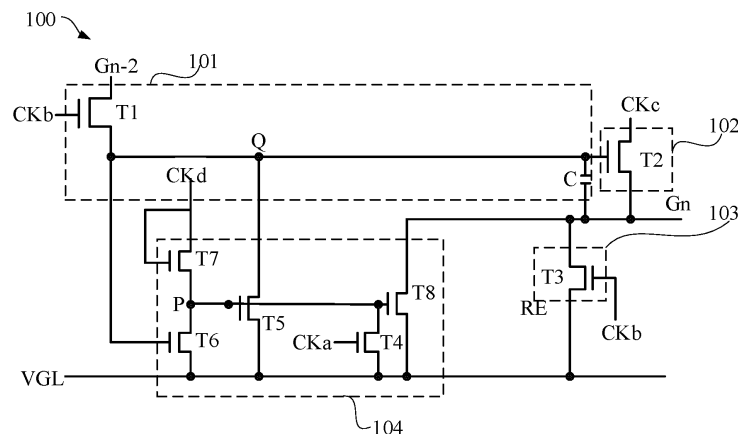 100
101
Gn-2
CKb
T1
CKc
102
Q
T2
CKd
C
Gn
103
T7
T8
T3
P
RE
T5
T6
CKa
T4
CKb
VGL
104